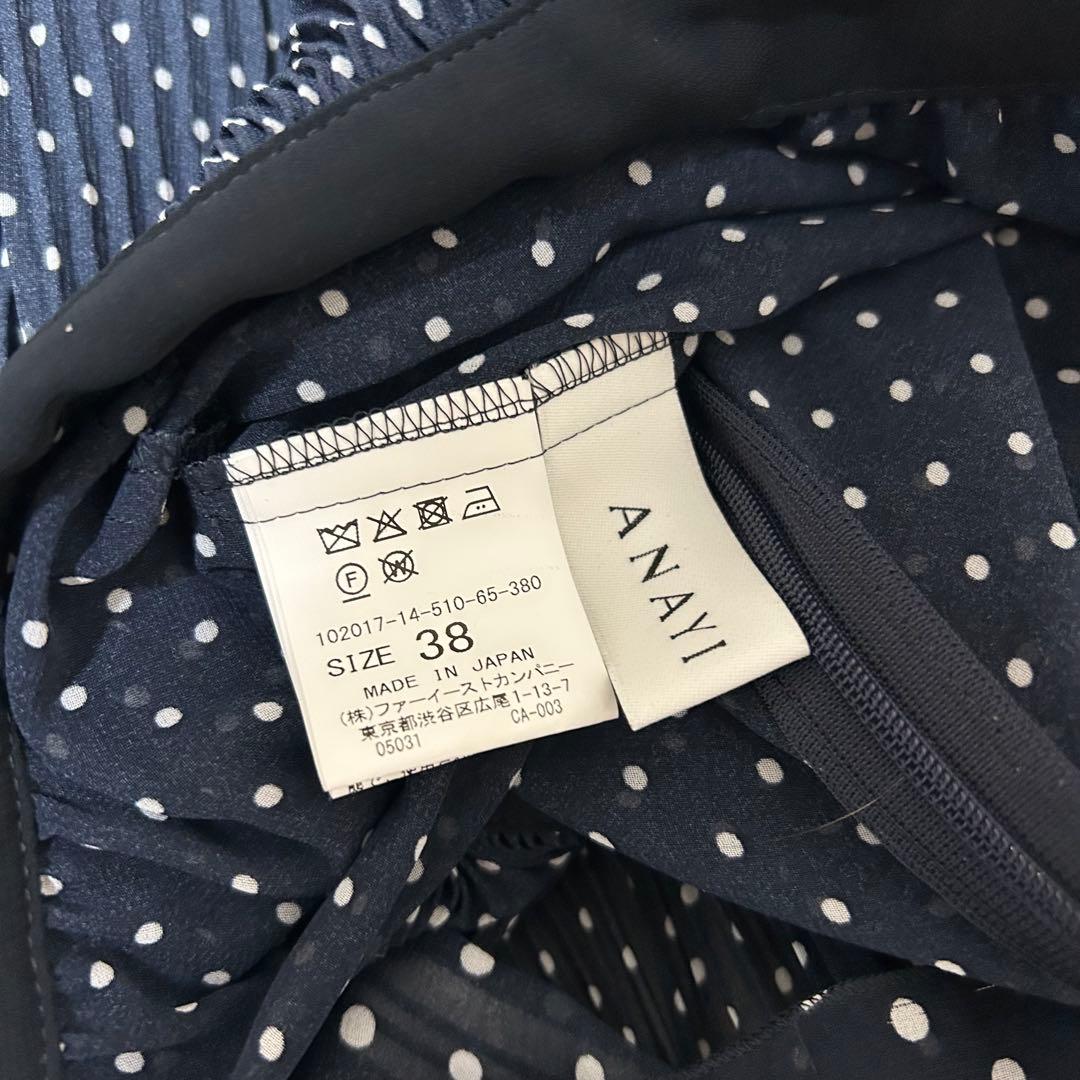 F
W
102017-14-510-65-380
SIZE 38
MADE IN JAPAN
(株)ファーイーストカンパニー
東京都渋谷区広尾1-13-7
05031 CA-003
ANAYI